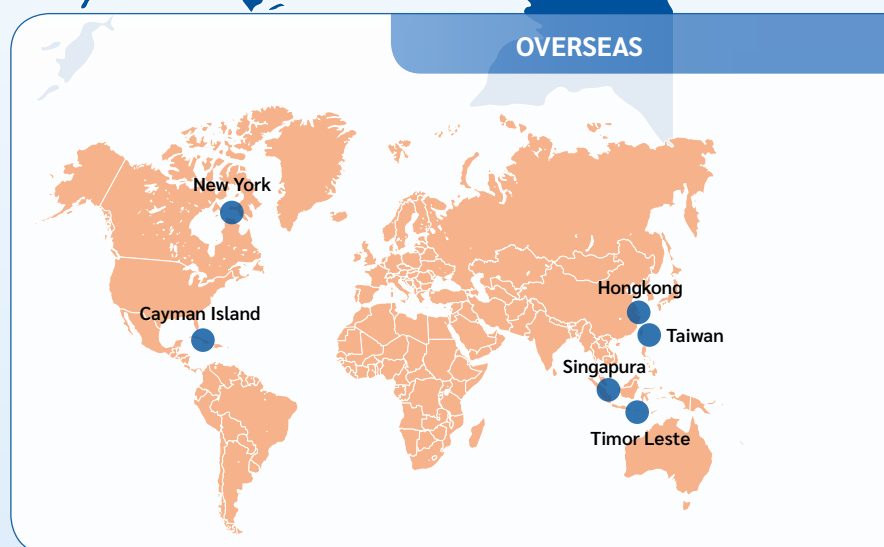 OVERSEAS
New York
Hongkong
Cayman Island
Taiwan
Singapura
Timor Leste